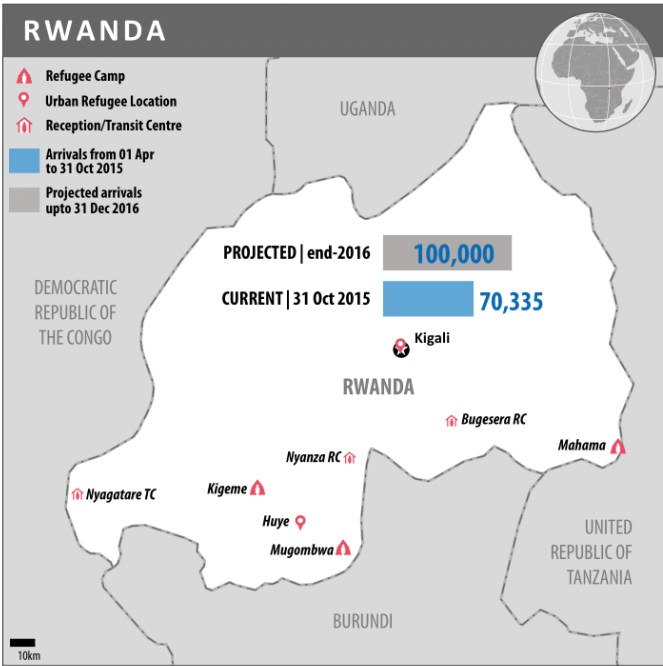 RWANDA
Refugee Camp
Urban Refugee Location
Reception/Transit Centre
Arrivals from 01 Apr
to 31 Oct 2015
Projected arrivals
upto 31 Dec 2016
UGANDA
DEMOCRATIC
REPUBLIC OF
THE CONGO
PROJECTED | end-2016
100,000
CURRENT | 31 Oct 2015
70,335
Kigali
RWANDA
Bugesera RC
Mahama
Nyanza RC
Kigeme
Nyagatare TC
Huye
Mugombwa
UNITED
REPUBLIC OF
TANZANIA
BURUNDI
10km